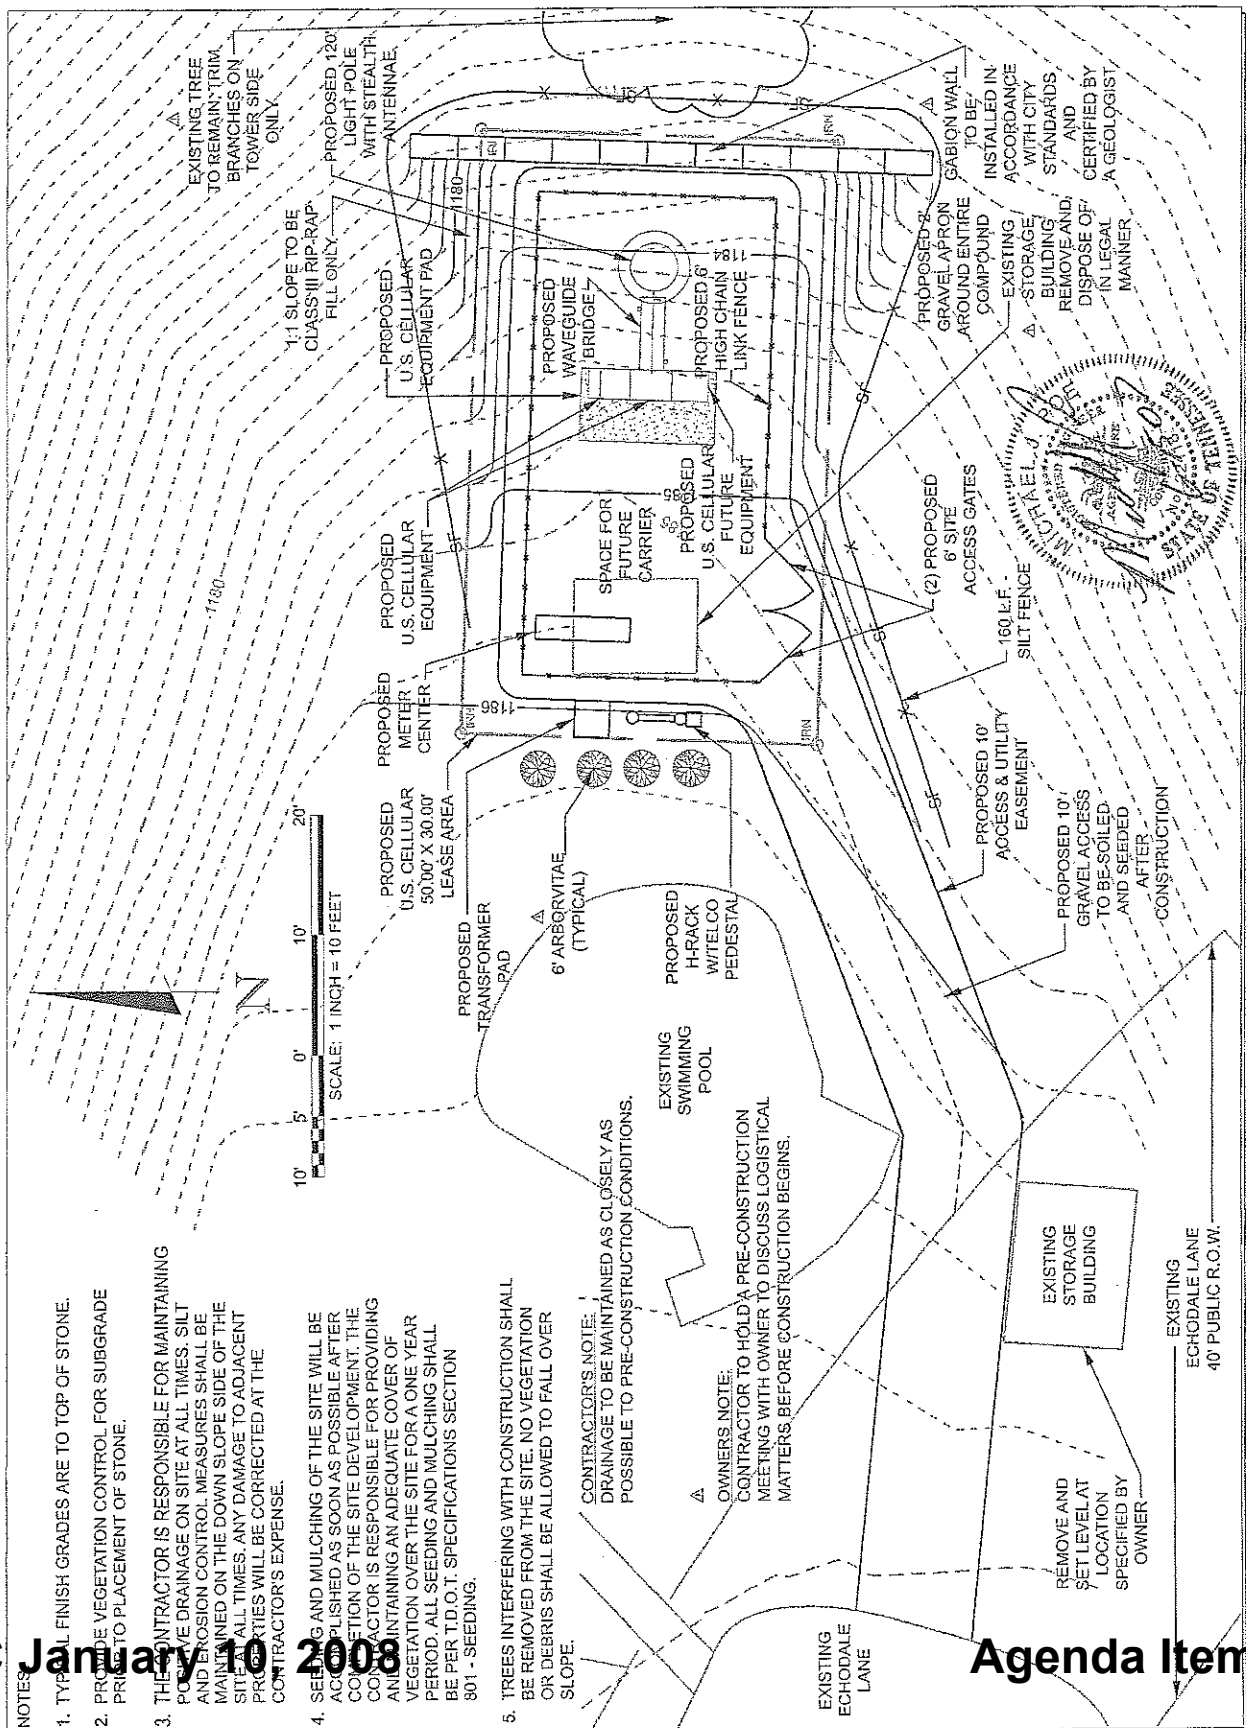 NOTES:
1. TYPICAL FINISH GRADES ARE TO TOP OF STONE.
2. PROVIDE VEGETATION CONTROL FOR SUBGRADE
PRIOR TO PLACEMENT OF STONE.
3. THE CONTRACTOR IS RESPONSIBLE FOR MAINTAINING
POSITIVE DRAINAGE ON SITE AT ALL TIMES. SILT
AND EROSION CONTROL MEASURES SHALL BE
MAINTAINED ON THE DOWN SLOPE SIDE OF THE
SITE AT ALL TIMES. ANY DAMAGE TO ADJACENT
PROPERTIES WILL BE CORRECTED AT THE
CONTRACTOR'S EXPENSE.
4. SEEDING AND MULCHING OF THE SITE WILL BE
ACCOMPLISHED AS SOON AS POSSIBLE AFTER
COMPLETION OF THE SITE DEVELOPMENT. THE
CONTRACTOR IS RESPONSIBLE FOR PROVIDING
AND MAINTAINING AN ADEQUATE COVER OF
VEGETATION OVER THE SITE FOR A ONE YEAR
PERIOD. ALL SEEDING AND MULCHING SHALL
BE PER T.D.O.T. SPECIFICATIONS SECTION
801 - SEEDING.
5. TREES INTERFERING WITH CONSTRUCTION SHALL
BE REMOVED FROM THE SITE. NO VEGETATION
OR DEBRIS SHALL BE ALLOWED TO FALL OVER
SLOPE.
CONTRACTOR'S NOTE:
DRAINAGE TO BE MAINTAINED AS CLOSELY AS
POSSIBLE TO PRE-CONSTRUCTION CONDITIONS.
OWNERS NOTE:
CONTRACTOR TO HOLD A PRE-CONSTRUCTION
MEETING WITH OWNER TO DISCUSS LOGISTICAL
MATTERS BEFORE CONSTRUCTION BEGINS.
10' 5' 0' 10' 20'
SCALE: 1 INCH = 10 FEET
N
1180
EXISTING TREE
TO REMAIN. TRIM
BRANCHES ON
TOWER SIDE
ONLY
PROPOSED 120'
LIGHT POLE
WITH STEALTH
ANTENNAE
1:1 SLOPE TO BE
CLASS III RIP-RAP
FILL ONLY
PROPOSED
U.S. CELLULAR
EQUIPMENT PAD
PROPOSED
U.S. CELLULAR
EQUIPMENT
PROPOSED
METER
CENTER
PROPOSED
U.S. CELLULAR
50.00' X 30.00'
LEASE AREA
PROPOSED
TRANSFORMER
PAD
6' ARBORVITAE
(TYPICAL)
PROPOSED
H-RACK
W/TELCO
PEDESTAL
EXISTING
SWIMMING
POOL
1186
SPACE FOR
FUTURE
CARRIER
1185
PROPOSED
U.S. CELLULAR
FUTURE
EQUIPMENT
PROPOSED
WAVEGUIDE
BRIDGE
PROPOSED 6'
HIGH CHAIN
LINK FENCE
1184
1180
SF
X
SF
X
SF
IRN
IRN
IRN
SF
X
SF
X
SF
GABION WALL
TO BE
INSTALLED IN
ACCORDANCE
WITH CITY
STANDARDS
AND
CERTIFIED BY
A GEOLOGIST
PROPOSED 2'
GRAVEL APRON
AROUND ENTIRE
COMPOUND
EXISTING
STORAGE
BUILDING
REMOVE AND
DISPOSE OF
IN LEGAL
MANNER
(2) PROPOSED
6' SITE
ACCESS GATES
160 L.F.
SILT FENCE
PROPOSED 10'
ACCESS & UTILITY
EASEMENT
PROPOSED 10'
GRAVEL ACCESS
TO BE SOILED
AND SEEDED
AFTER
CONSTRUCTION
EXISTING
STORAGE
BUILDING
REMOVE AND
SET LEVEL AT
LOCATION
SPECIFIED BY
OWNER
EXISTING
ECHODALE LANE
40' PUBLIC R.O.W.
EXISTING
ECHODALE
LANE
MICHAEL J.
STATE OF TENNESSEE
January 10, 2008
Agenda Item